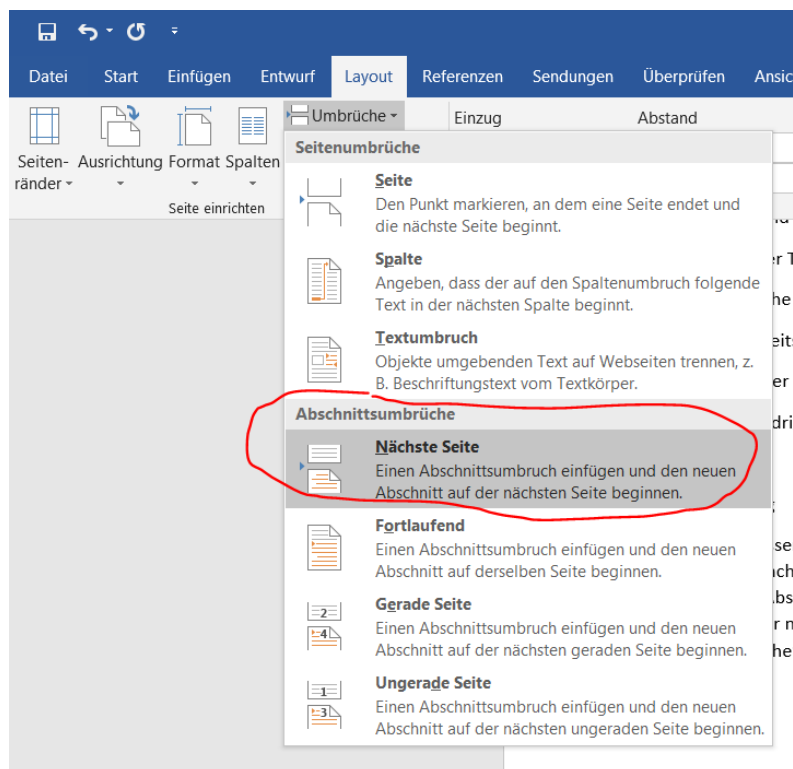 Datei Start Einfügen Entwurf Layout Referenzen Sendungen Überprüfen Ansic
Umbrüche Einzug Abstand
Seiten- Ausrichtung Format Spalten
ränder
Seite einrichten
Seitenumbrüche
Seite
Den Punkt markieren, an dem eine Seite endet und
die nächste Seite beginnt.
Spalte
Angeben, dass der auf den Spaltenumbruch folgende
Text in der nächsten Spalte beginnt.
Textumbruch
Objekte umgebenden Text auf Webseiten trennen, z.
B. Beschriftungstext vom Textkörper.
Abschnittsumbrüche
Nächste Seite
Einen Abschnittsumbruch einfügen und den neuen
Abschnitt auf der nächsten Seite beginnen.
Fortlaufend
Einen Abschnittsumbruch einfügen und den neuen
Abschnitt auf derselben Seite beginnen.
Gerade Seite
Einen Abschnittsumbruch einfügen und den neuen
Abschnitt auf der nächsten geraden Seite beginnen.
Ungerade Seite
Einen Abschnittsumbruch einfügen und den neuen
Abschnitt auf der nächsten ungeraden Seite beginnen.